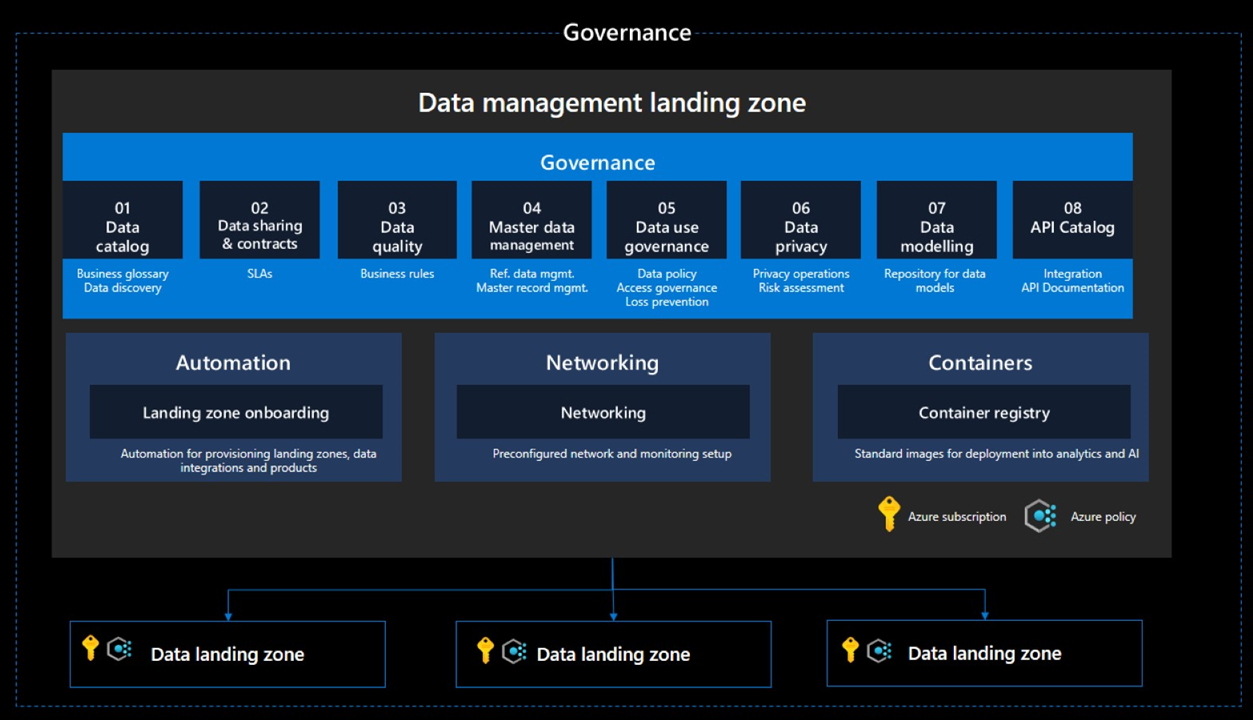 Governance
Data management landing zone
Governance
01
Data
catalog
Business glossary
Data discovery
02
Data sharing
& contracts
SLAs
03
Data
quality
Business rules
04
Master data
management
Ref. data mgmt.
Master record mgmt.
05
Data use
governance
Data policy
Access governance
Loss prevention
06
Data
privacy
Privacy operations
Risk assessment
07
Data
modelling
Repository for data
models
08
API Catalog
Integration
API Documentation
Automation
Landing zone onboarding
Automation for provisioning landing zones, data
integrations and products
Networking
Networking
Preconfigured network and monitoring setup
Containers
Container registry
Standard images for deployment into analytics and AI
Azure subscription
Azure policy
Data landing zone
Data landing zone
Data landing zone